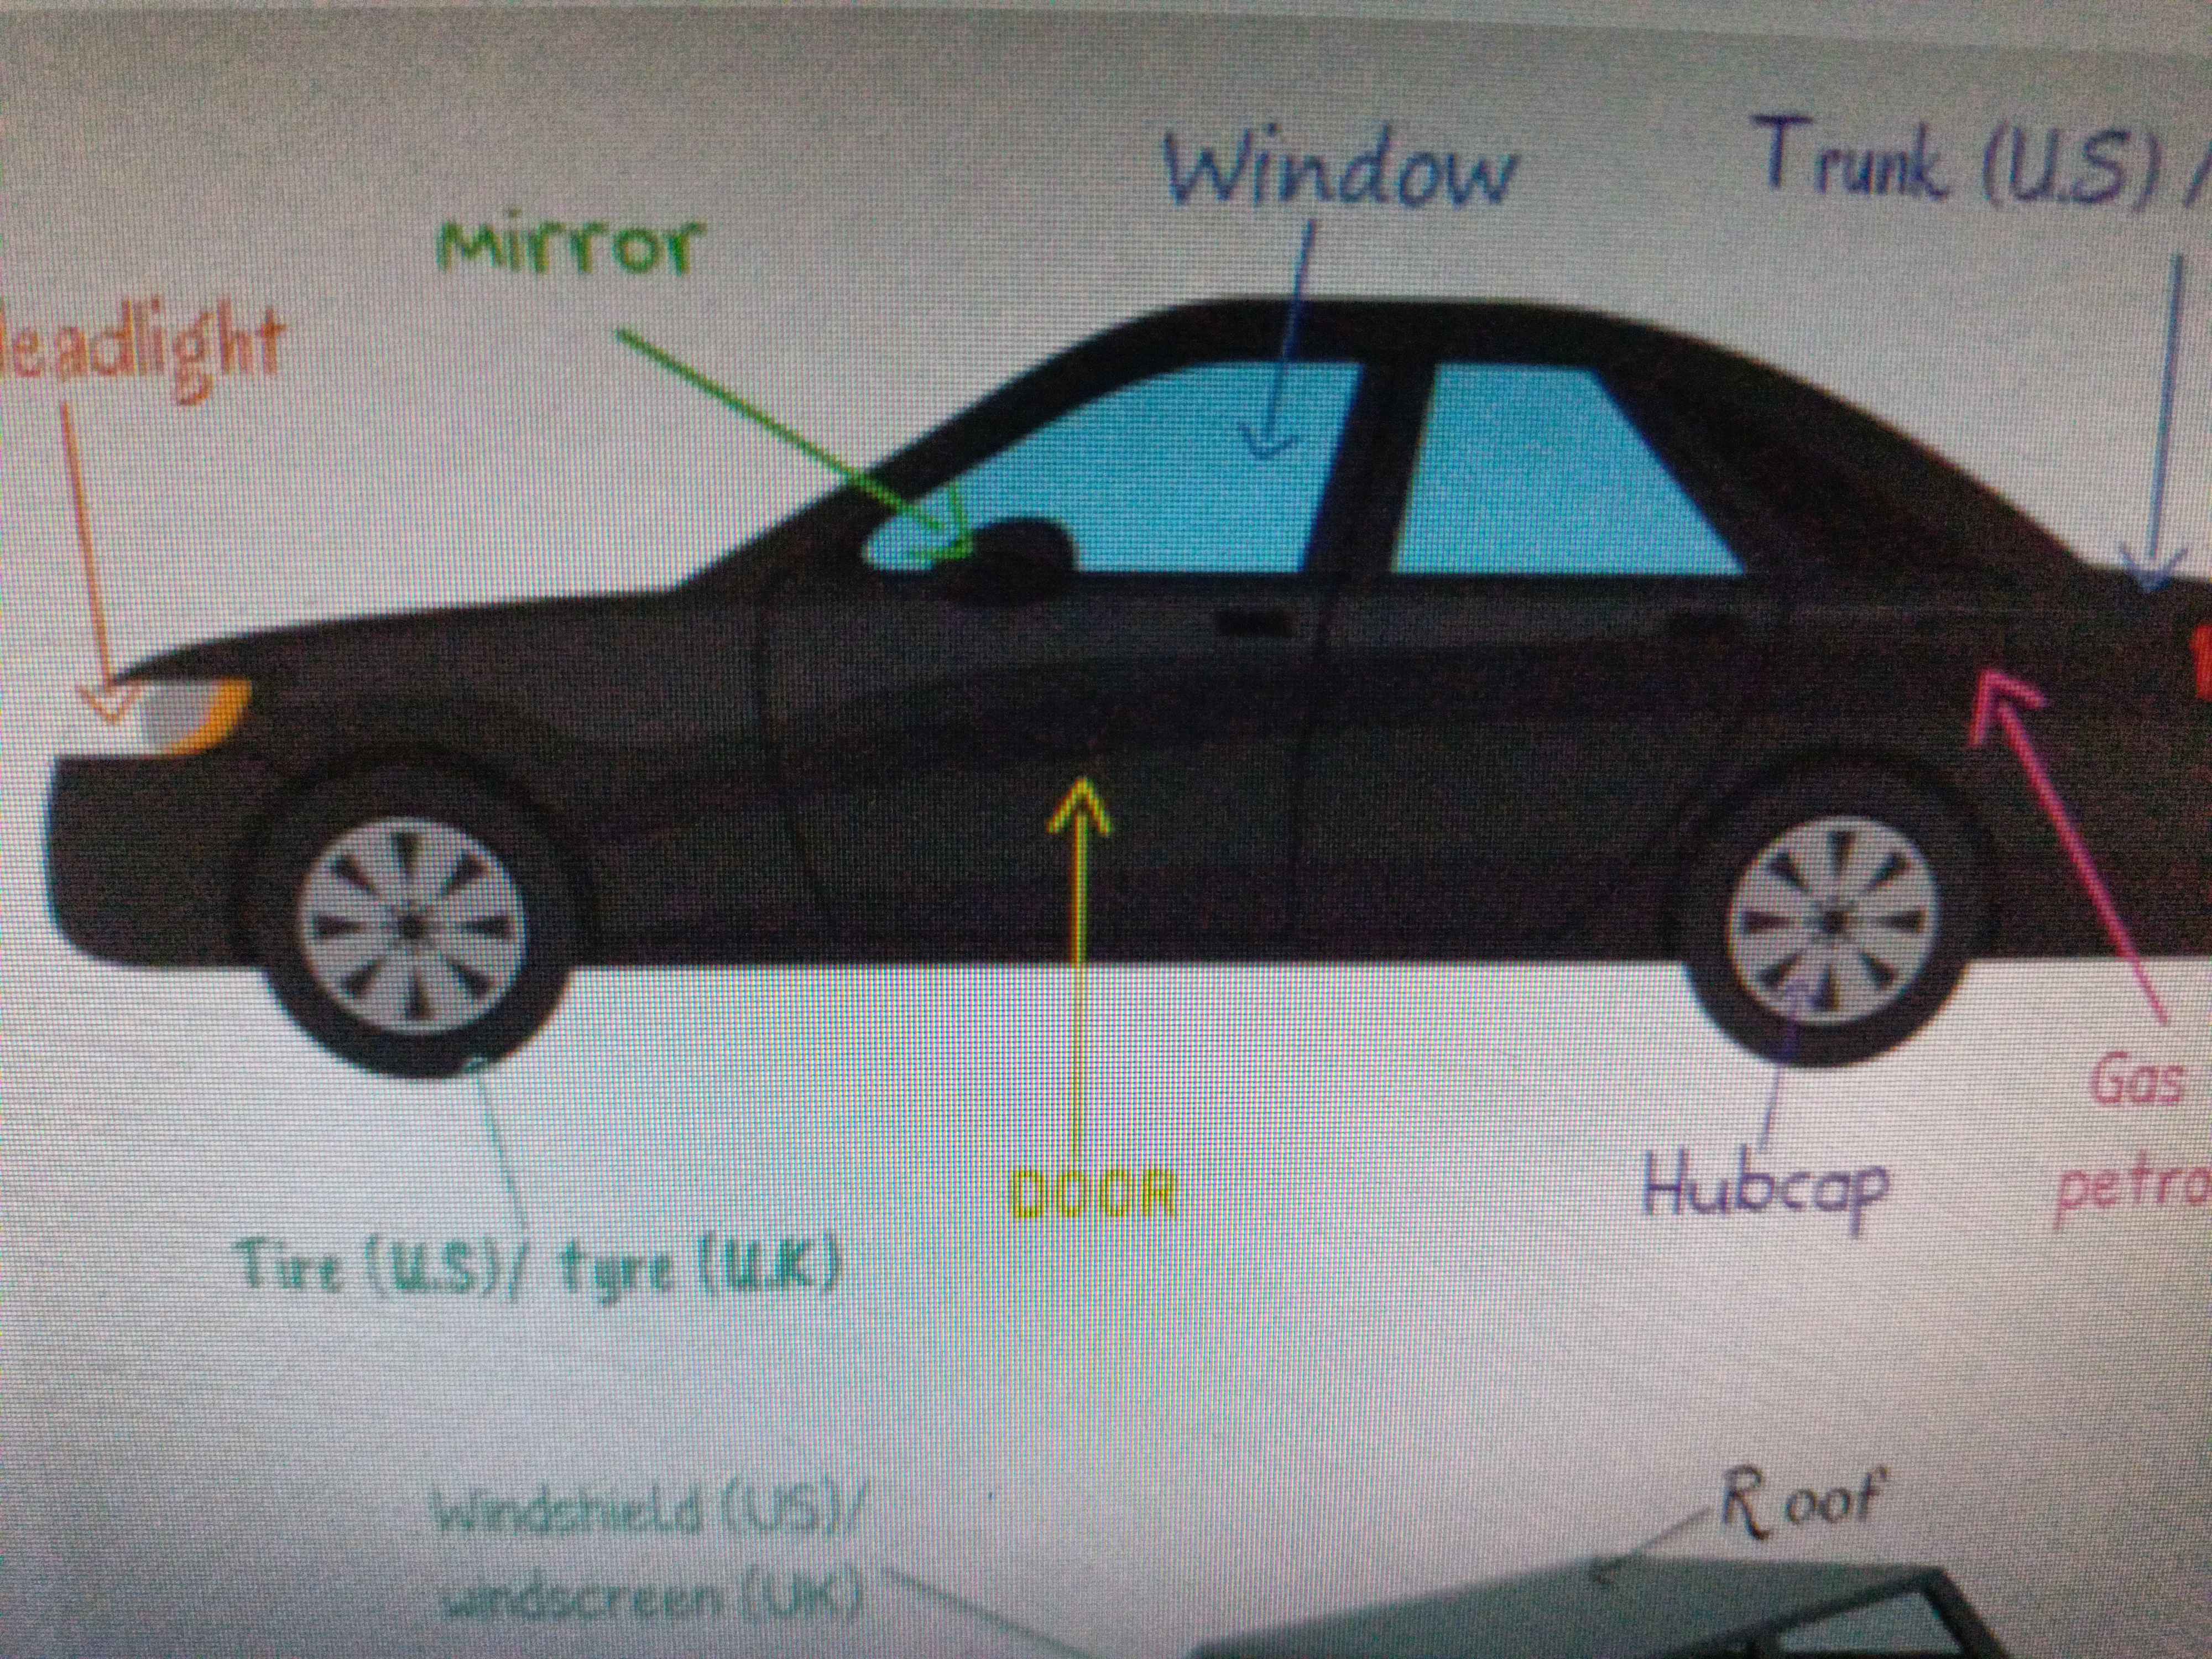 Window
Trunk (U.S) /
Mirror
leadlight
Gas
DOOR
Hubcap
petro
Tire (U.S)/ tyre (U.K)
Windshield (US)/
windscreen (UK)
Roof